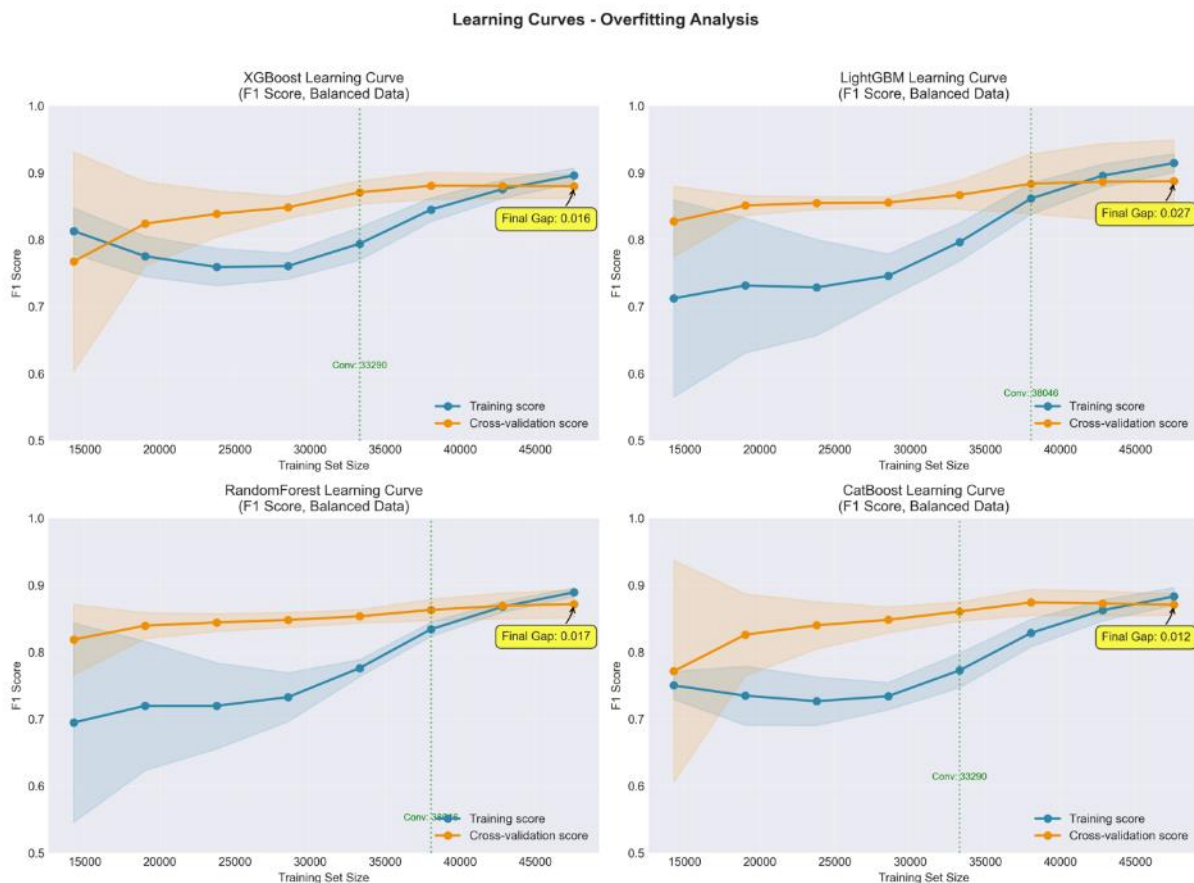 Learning Curves - Overfitting Analysis
XGBoost Learning Curve
(F1 Score, Balanced Data)
1.0
0.9
0.8
0.7
0.6
0.5
F1 Score
Final Gap: 0.016
Conv: 33290
Training score
Cross-validation score
15000 20000 25000 30000 35000 40000 45000
Training Set Size
LightGBM Learning Curve
(F1 Score, Balanced Data)
1.0
0.9
0.8
0.7
0.6
0.5
F1 Score
Final Gap: 0.027
Conv: 38046
Training score
Cross-validation score
15000 20000 25000 30000 35000 40000 45000
Training Set Size
RandomForest Learning Curve
(F1 Score, Balanced Data)
1.0
0.9
0.8
0.7
0.6
0.5
F1 Score
Final Gap: 0.017
Conv:
Training score
Cross-validation score
15000 20000 25000 30000 35000 40000 45000
Training Set Size
CatBoost Learning Curve
(F1 Score, Balanced Data)
1.0
0.9
0.8
0.7
0.6
0.5
F1 Score
Final Gap: 0.012
Conv: 33290
Training score
Cross-validation score
15000 20000 25000 30000 35000 40000 45000
Training Set Size